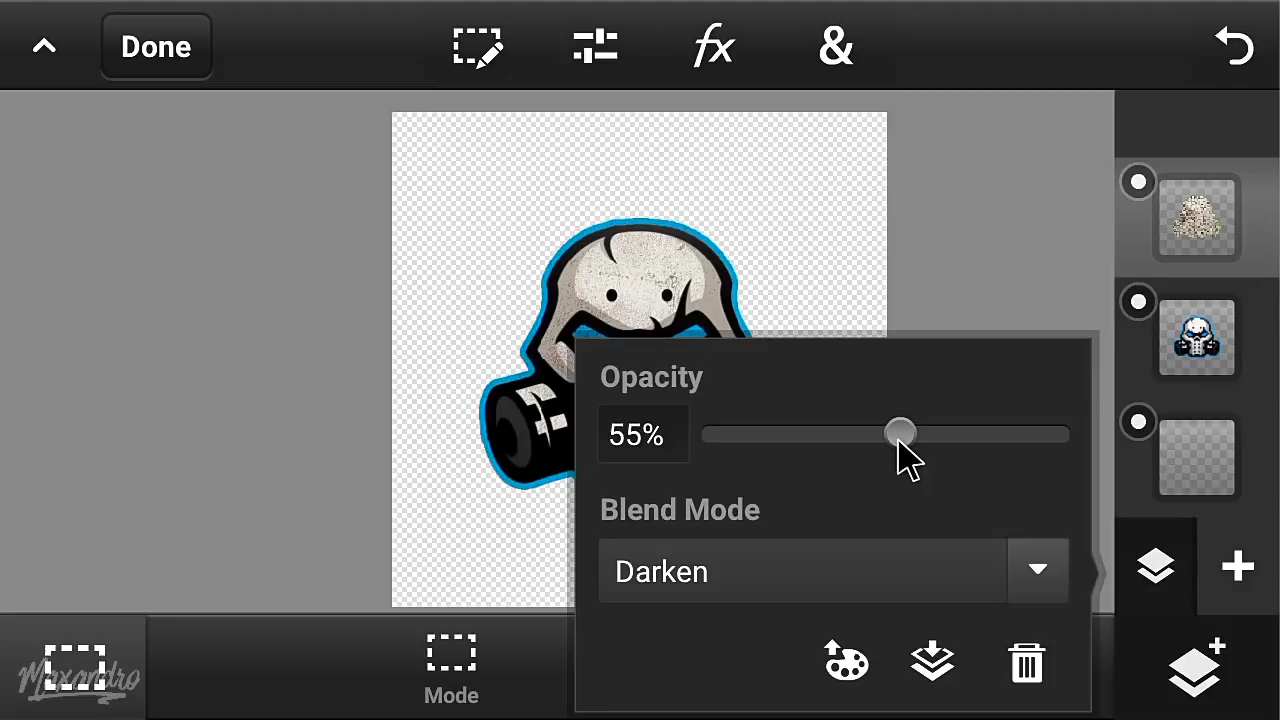 Done
fx
&
Opacity
55%
Blend Mode
Darken
Mode
Maxandro